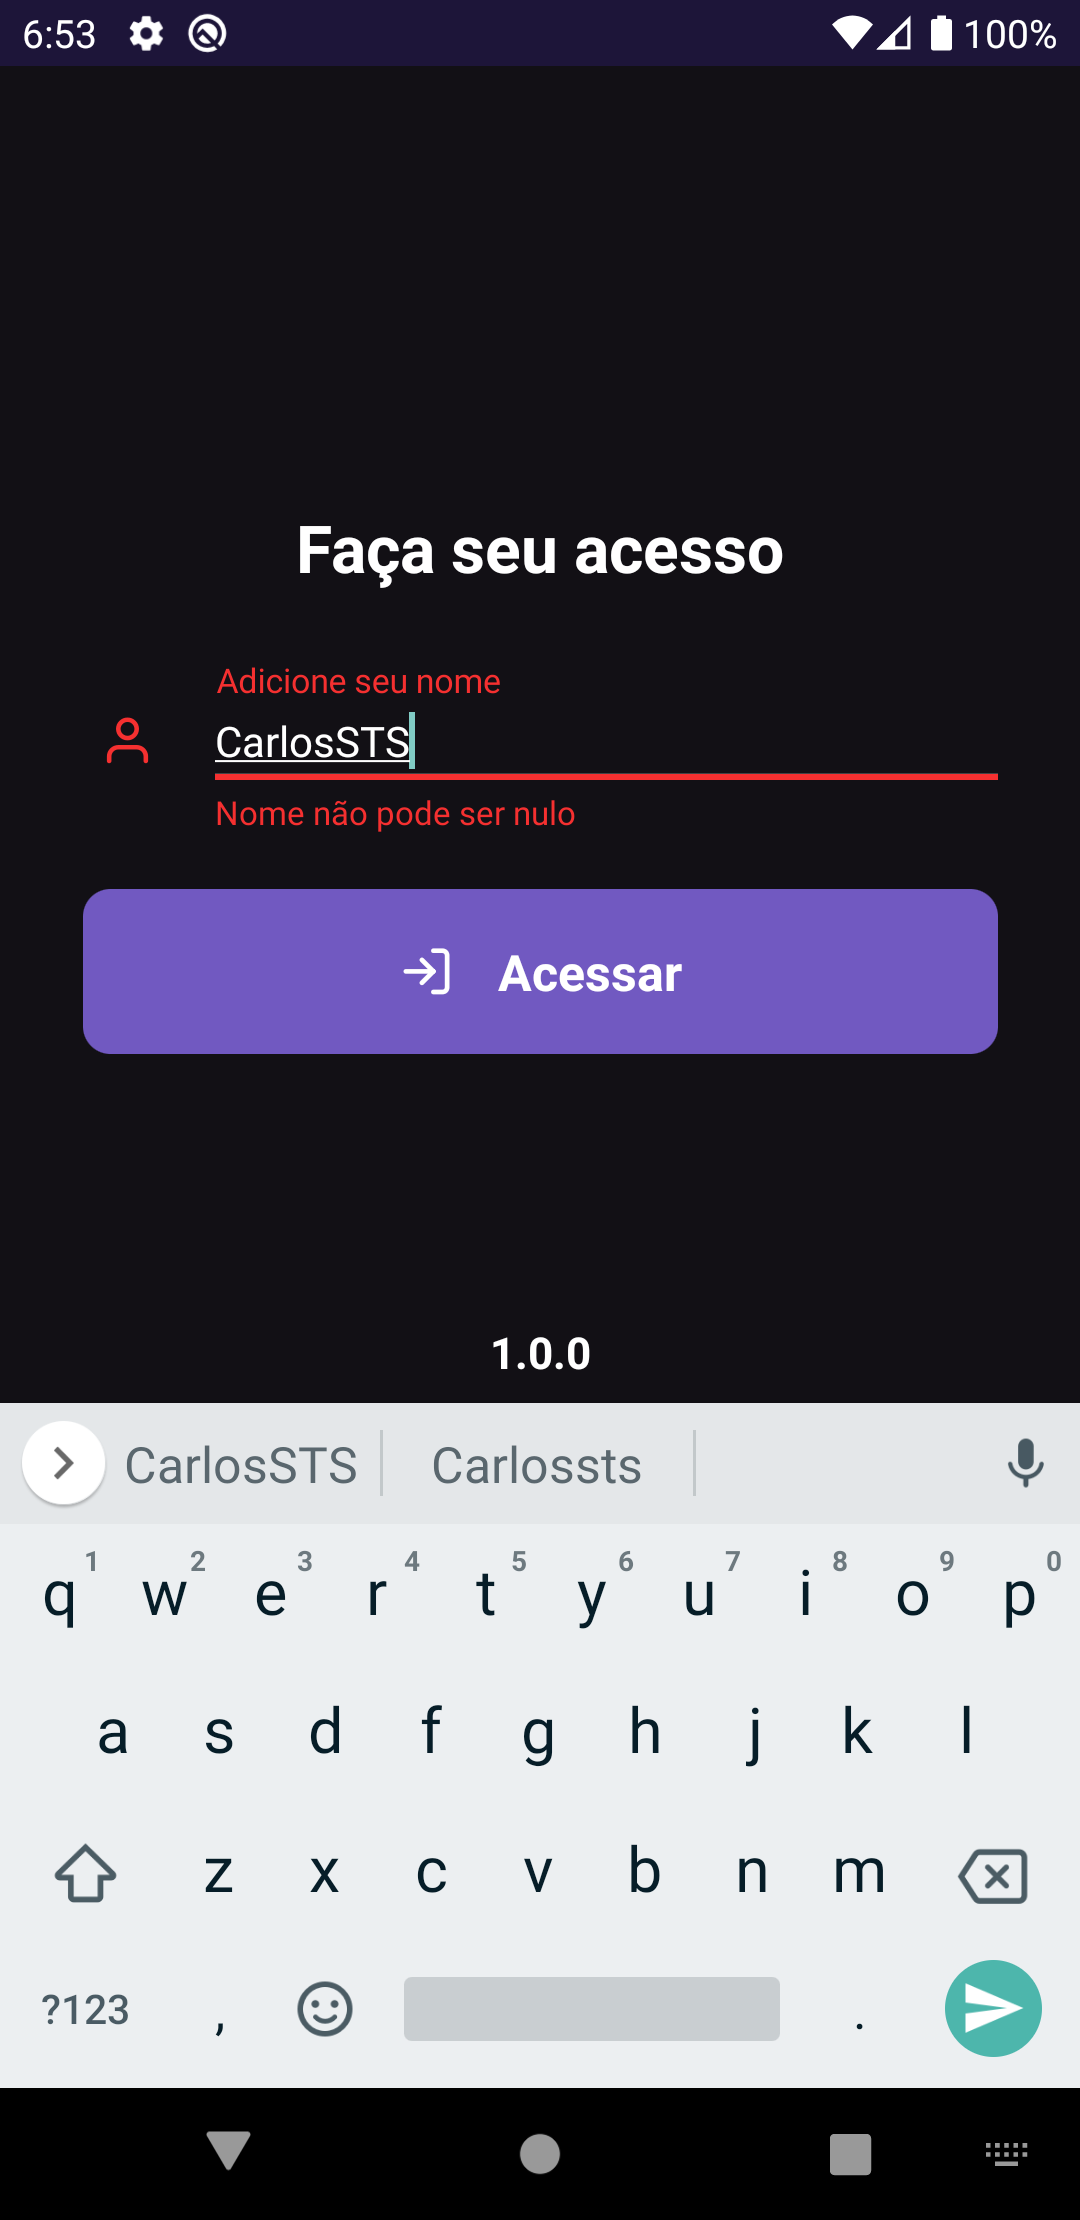 6:53 100%
Faça seu acesso
Adicione seu nome
CarlosSTS
Nome não pode ser nulo
Acessar
1.0.0
CarlosSTS Carlossts
1 2 3 4 5 6 7 8 9 0
q w e r t y u i o p
a s d f g h j k l
z x c v b n m
?123 , .